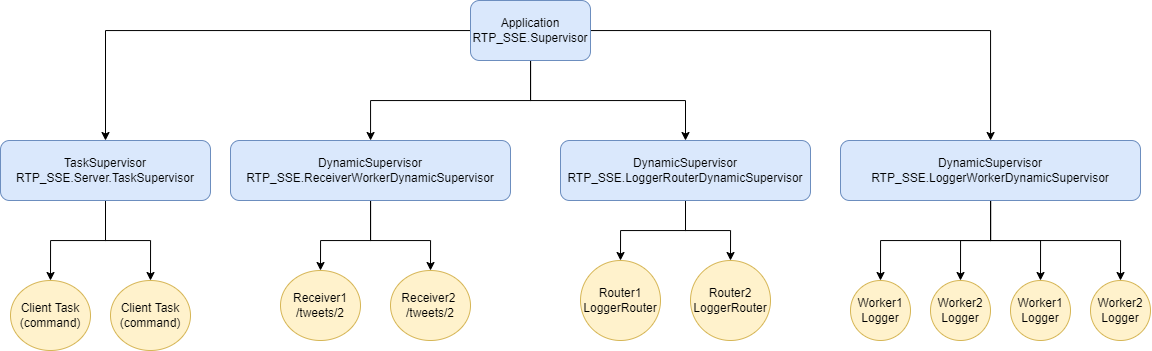 Application
RTP_SSE.Supervisor
TaskSupervisor
RTP_SSE.Server.TaskSupervisor
DynamicSupervisor
RTP_SSE.ReceiverWorkerDynamicSupervisor
DynamicSupervisor
RTP_SSE.LoggerRouterDynamicSupervisor
DynamicSupervisor
RTP_SSE.LoggerWorkerDynamicSupervisor
Client Task
(command)
Client Task
(command)
Receiver1
/tweets/2
Receiver2
/tweets/2
Router1
LoggerRouter
Router2
LoggerRouter
Worker1
Logger
Worker2
Logger
Worker1
Logger
Worker2
Logger